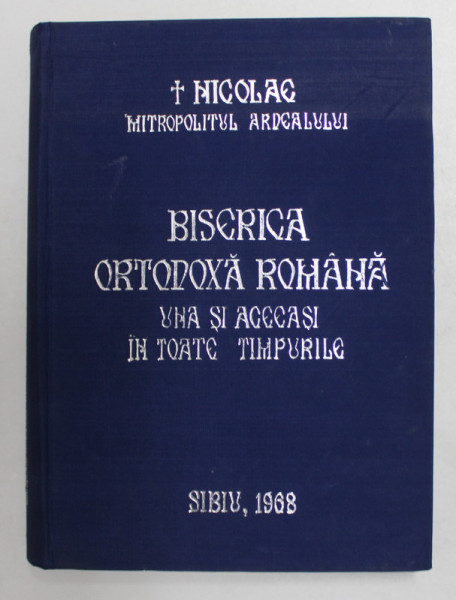 † NICOLAE
MITROPOLITUL ARDEALULUI
BISERICA
ORTODOXĂ ROMÂNĂ
UNA ȘI ACEEAȘI
ÎN TOATE TIMPURILE
SIBIU, 1968